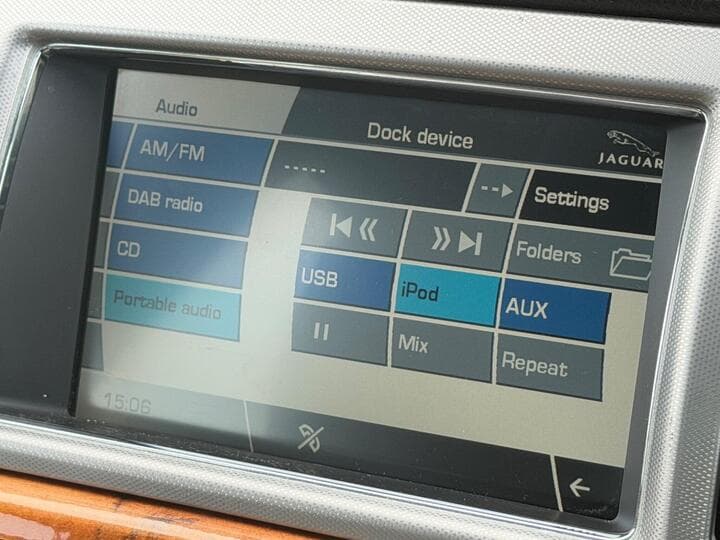 Audio
Dock device
JAGUAR
AM/FM
-----
Settings
DAB radio
Folders
CD
USB
iPod
AUX
Portable audio
Mix
Repeat
15:06